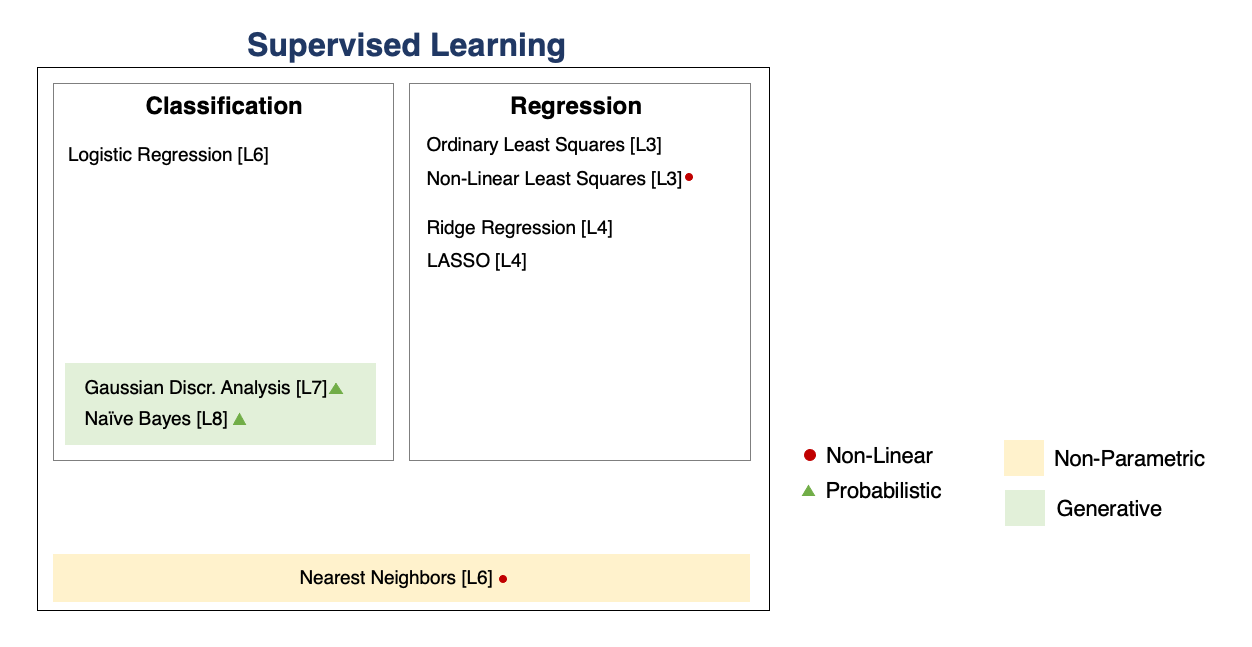 Supervised Learning
Classification
Logistic Regression [L6]
Gaussian Discr. Analysis [L7]
Naïve Bayes [L8]
Regression
Ordinary Least Squares [L3]
Non-Linear Least Squares [L3]
Ridge Regression [L4]
LASSO [L4]
Nearest Neighbors [L6]
Non-Linear
Probabilistic
Non-Parametric
Generative